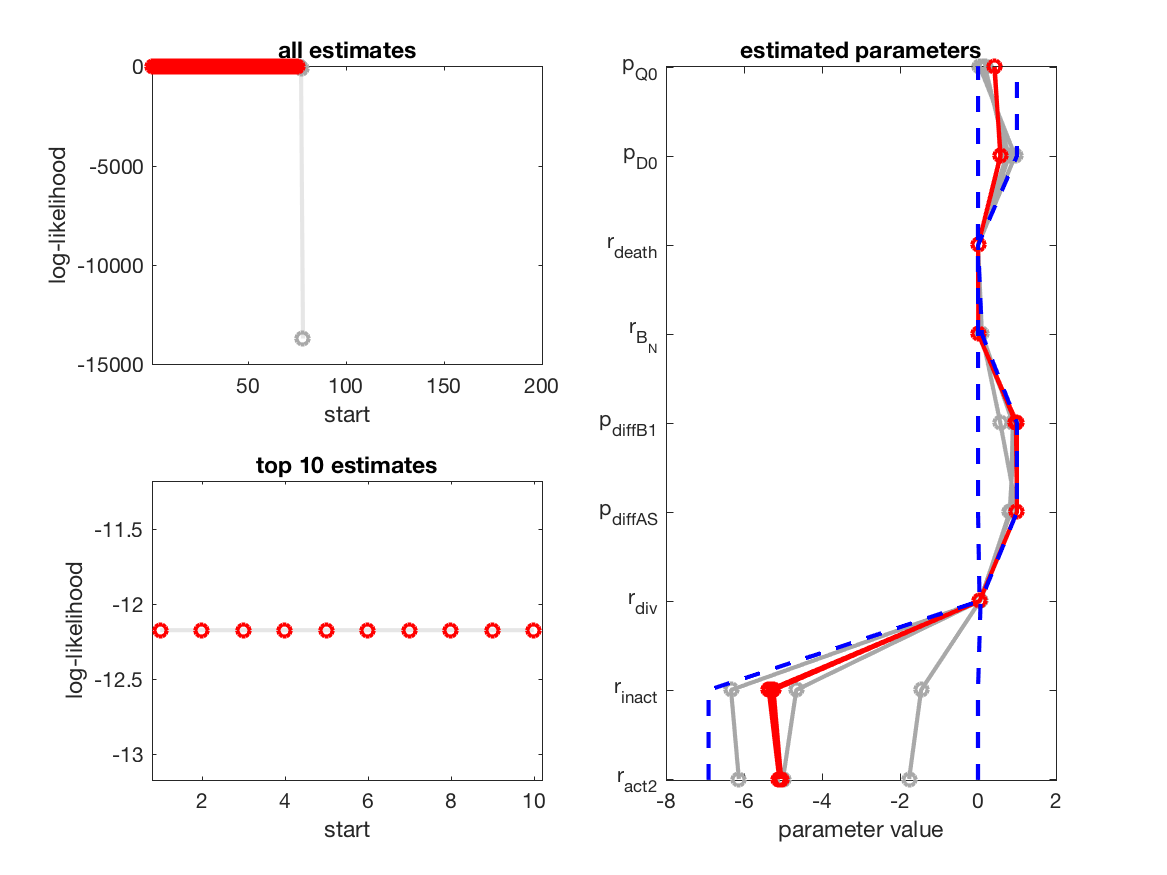 all estimates
0
-5000
-10000
-15000
log-likelihood
50
100
150
200
start
top 10 estimates
-11.5
-12
-12.5
-13
log-likelihood
2
4
6
8
10
start
estimated parameters
p_Q0
p_D0
r_death
r_B_N
p_diffB1
p_diffAS
r_div
r_inact
r_act2
-8
-6
-4
-2
0
2
parameter value